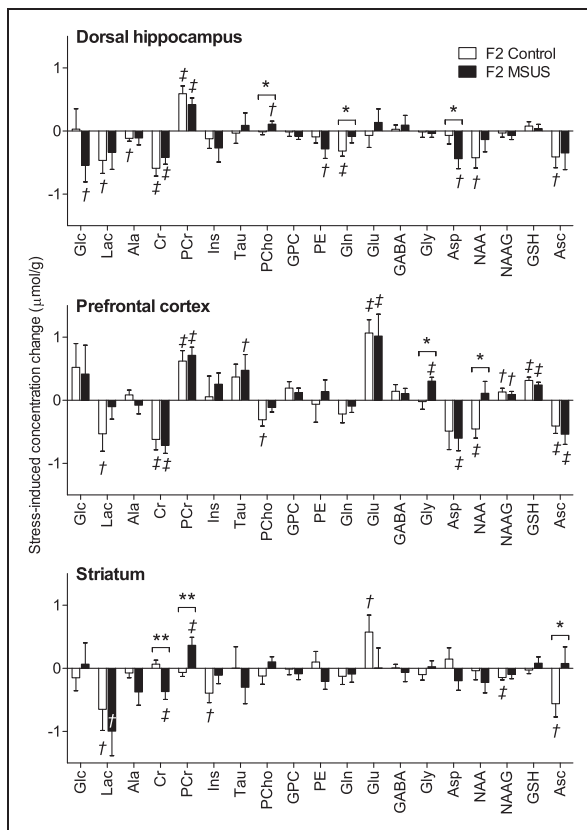 Dorsal hippocampus
F2 Control
F2 MSUS
‡ ‡ * † * *
1
0
-1
† † † ‡ ‡ † ‡ † † †
Glc Lac Ala Cr PCr Ins Tau PCho GPC PE Gln Glu GABA Gly Asp NAA NAAG GSH Asc
Stress-induced concentration change (µmol/g)
Prefrontal cortex
‡ ‡ † ‡ ‡ * ‡ * † † ‡ ‡
1
0
-1
† ‡ ‡ † ‡ ‡ ‡ ‡
Glc Lac Ala Cr PCr Ins Tau PCho GPC PE Gln Glu GABA Gly Asp NAA NAAG GSH Asc
Striatum
** ** ‡ † *
1
0
-1
† † ‡ † ‡ †
Glc Lac Ala Cr PCr Ins Tau PCho GPC PE Gln Glu GABA Gly Asp NAA NAAG GSH Asc